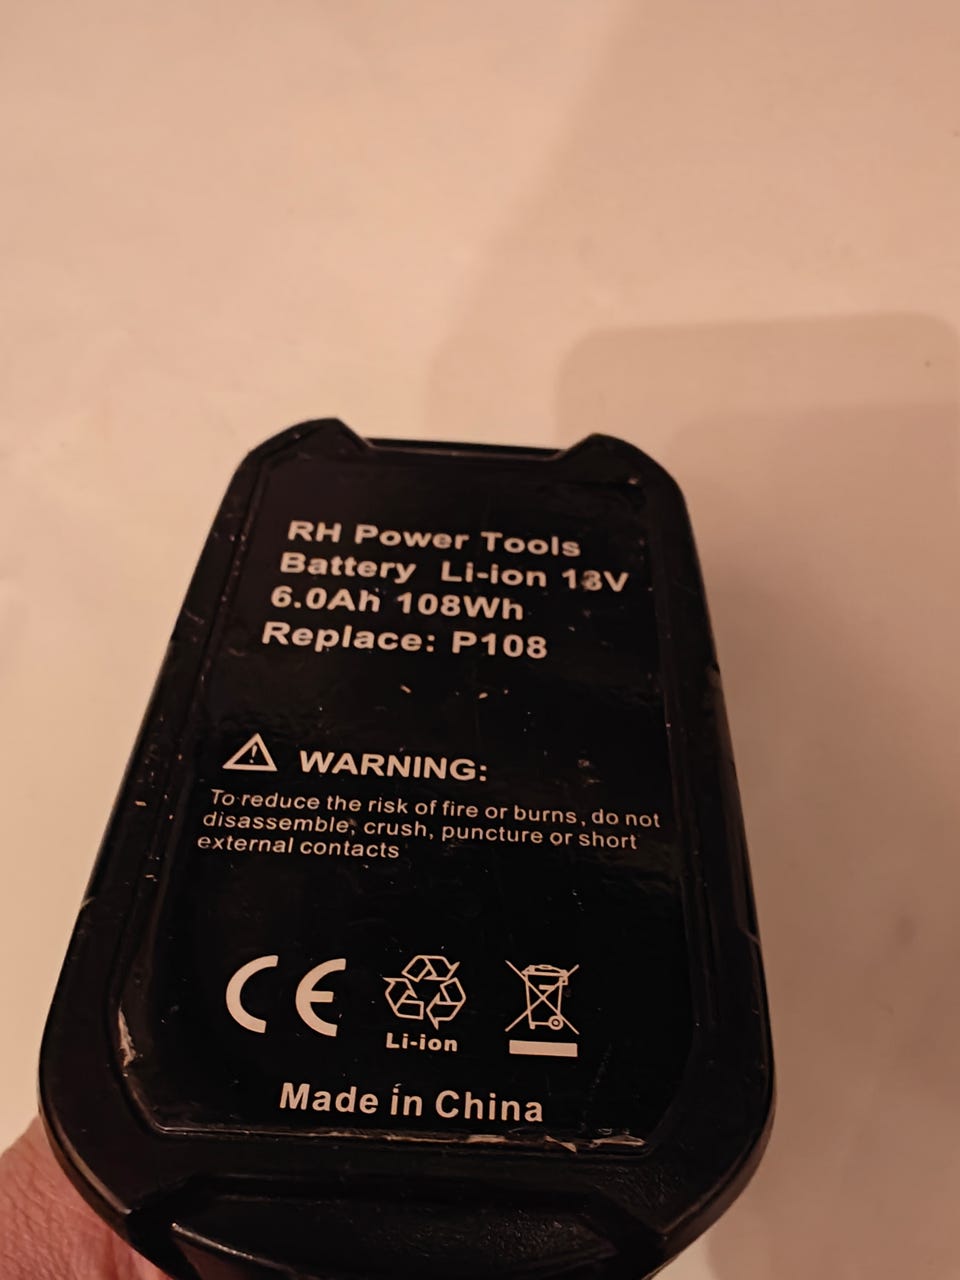 RH Power Tools
Battery Li-ion 18V
6.0Ah 108Wh
Replace: P108
WARNING:
To reduce the risk of fire or burns, do not
disassemble, crush, puncture or short
external contacts
CE
Li-ion
Made in China